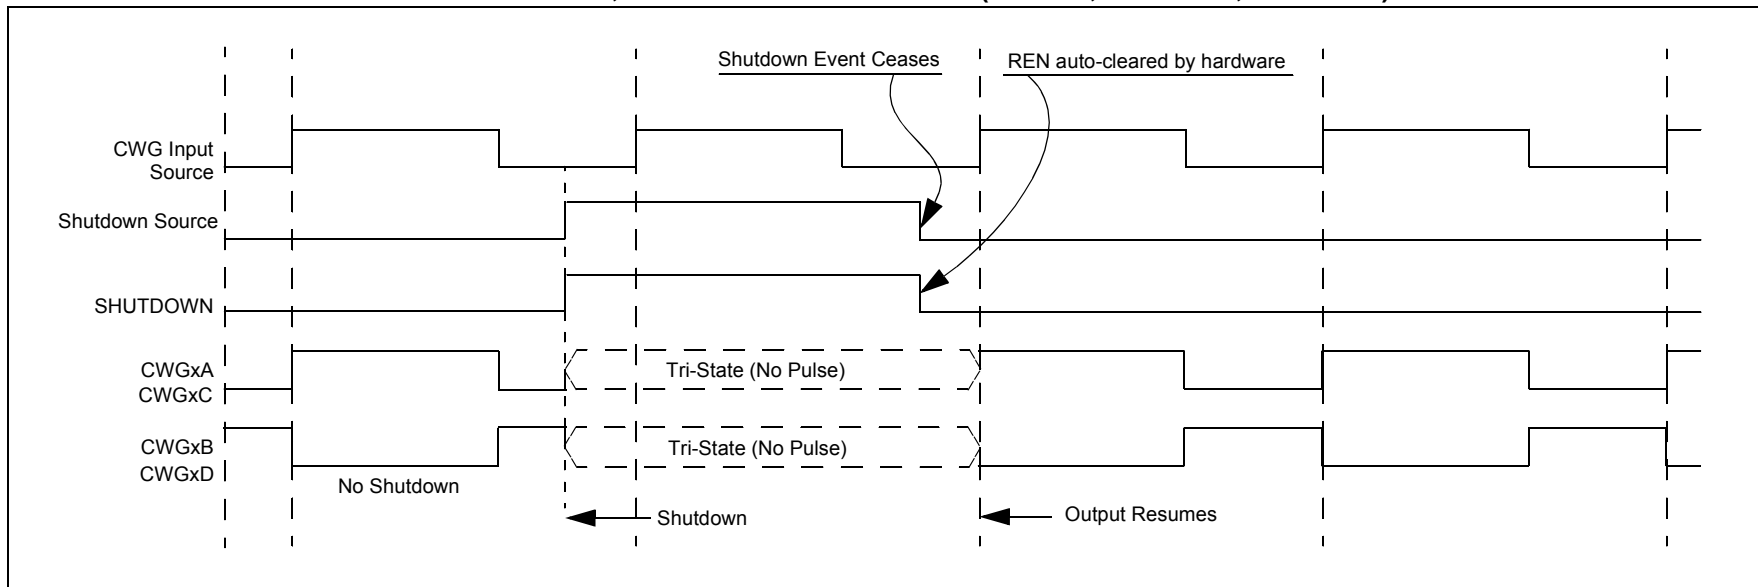 Shutdown Event Ceases
REN auto-cleared by hardware
CWG Input
Source
Shutdown Source
SHUTDOWN
CWGxA
CWGxC
Tri-State (No Pulse)
CWGxB
CWGxD
Tri-State (No Pulse)
No Shutdown
Shutdown
Output Resumes